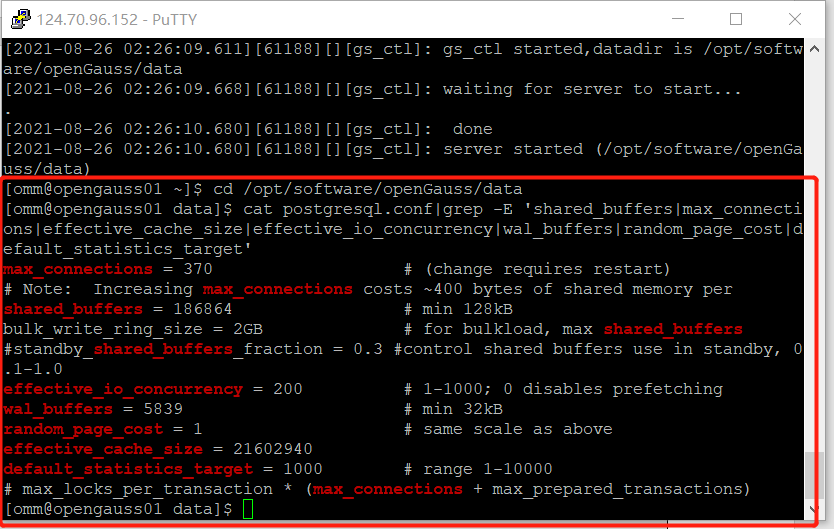 124.70.96.152 - PuTTY
[2021-08-26 02:26:09.611][61188][][gs_ctl]: gs_ctl started,datadir is /opt/softw
are/openGauss/data
[2021-08-26 02:26:09.668][61188][][gs_ctl]: waiting for server to start...
.
[2021-08-26 02:26:10.680][61188][][gs_ctl]:  done
[2021-08-26 02:26:10.680][61188][][gs_ctl]: server started (/opt/software/openGa
uss/data)
[omm@opengauss01 ~]$ cd /opt/software/openGauss/data
[omm@opengauss01 data]$ cat postgresql.conf|grep -E 'shared_buffers|max_connecti
ons|effective_cache_size|effective_io_concurrency|wal_buffers|random_page_cost|d
efault_statistics_target'
max_connections = 370                   # (change requires restart)
# Note:  Increasing max_connections costs ~400 bytes of shared memory per
shared_buffers = 186864                 # min 128kB
bulk_write_ring_size = 2GB              # for bulkload, max shared_buffers
#standby_shared_buffers_fraction = 0.3 #control shared buffers use in standby, 0
.1-1.0
effective_io_concurrency = 200          # 1-1000; 0 disables prefetching
wal_buffers = 5839                      # min 32kB
random_page_cost = 1                    # same scale as above
effective_cache_size = 21602940
default_statistics_target = 1000        # range 1-10000
# max_locks_per_transaction * (max_connections + max_prepared_transactions)
[omm@opengauss01 data]$